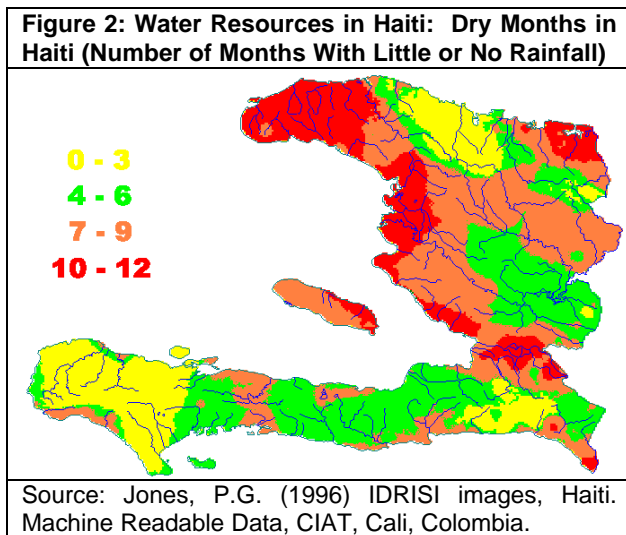 Figure 2: Water Resources in Haiti: Dry Months in
Haiti (Number of Months With Little or No Rainfall)
0 - 3
4 - 6
7 - 9
10 - 12
Source: Jones, P.G. (1996) IDRISI images, Haiti.
Machine Readable Data, CIAT, Cali, Colombia.